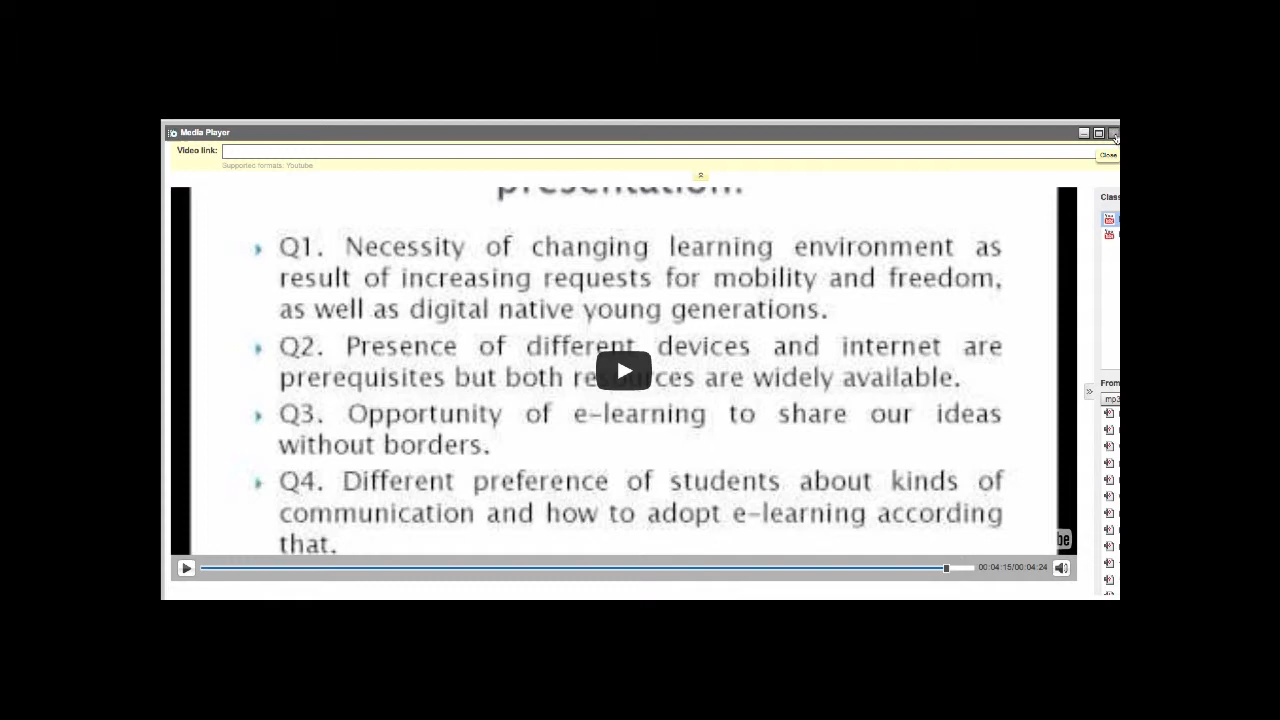 Media Player
Video link:
Supported formats: Youtube
Close
presentation.
Q1. Necessity of changing learning environment as
result of increasing requests for mobility and freedom,
as well as digital native young generations.
Q2. Presence of different devices and internet are
prerequisites but both resources are widely available.
Q3. Opportunity of e-learning to share our ideas
without borders.
Q4. Different preference of students about kinds of
communication and how to adopt e-learning according
that.
00:04:15/00:04:24
Clas
From
mp3